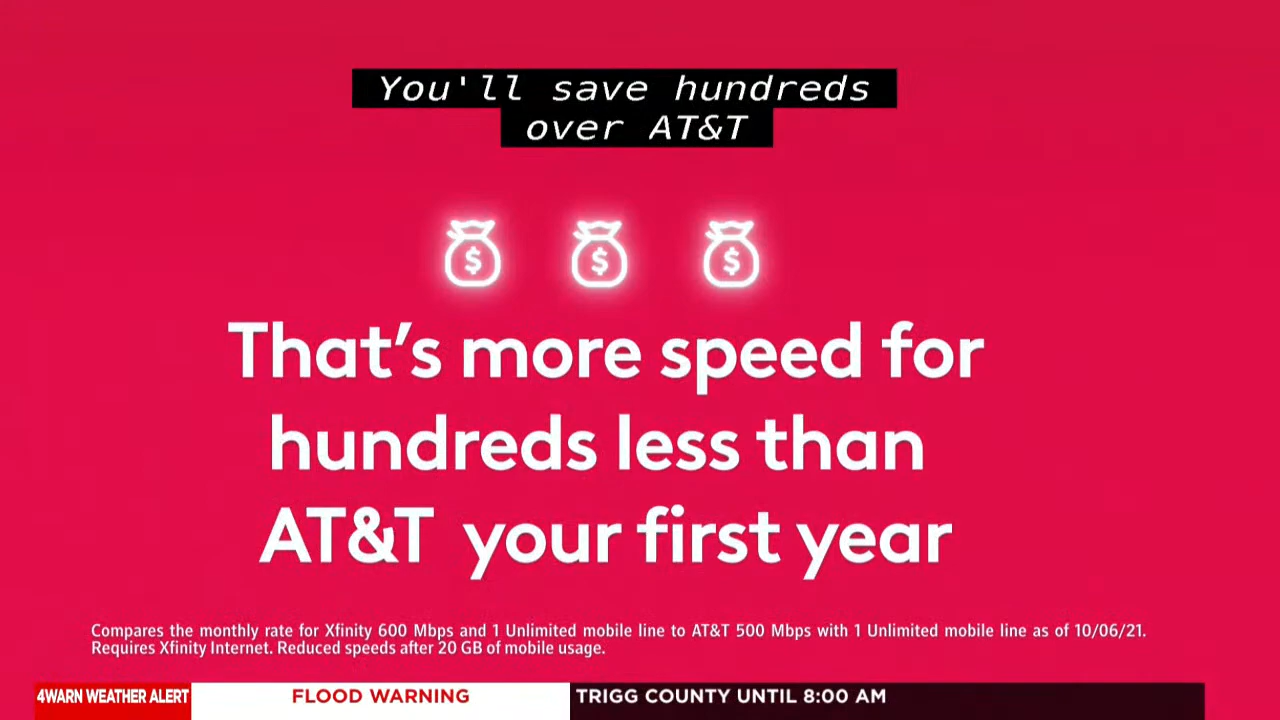 You'll save hundreds
over AT&T
$ $ $
That's more speed for
hundreds less than
AT&T your first year
Compares the monthly rate for Xfinity 600 Mbps and 1 Unlimited mobile line to AT&T 500 Mbps with 1 Unlimited mobile line as of 10/06/21.
Requires Xfinity Internet. Reduced speeds after 20 GB of mobile usage.
4WARN WEATHER ALERT FLOOD WARNING TRIGG COUNTY UNTIL 8:00 AM